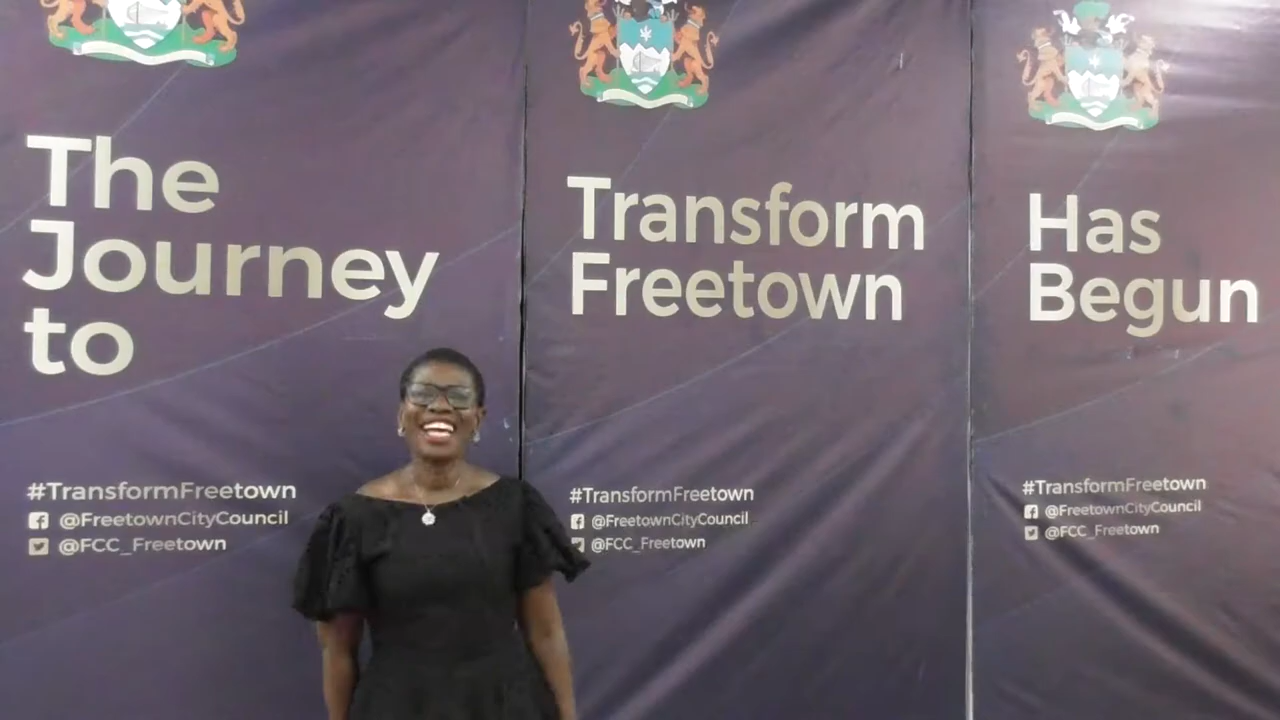 The
Journey
to
#TransformFreetown
@FreetownCityCouncil
@FCC_Freetown
Transform
Freetown
#TransformFreetown
@FreetownCityCouncil
@FCC_Freetown
Has
Begun
#TransformFreetown
@FreetownCityCouncil
@FCC_Freetown